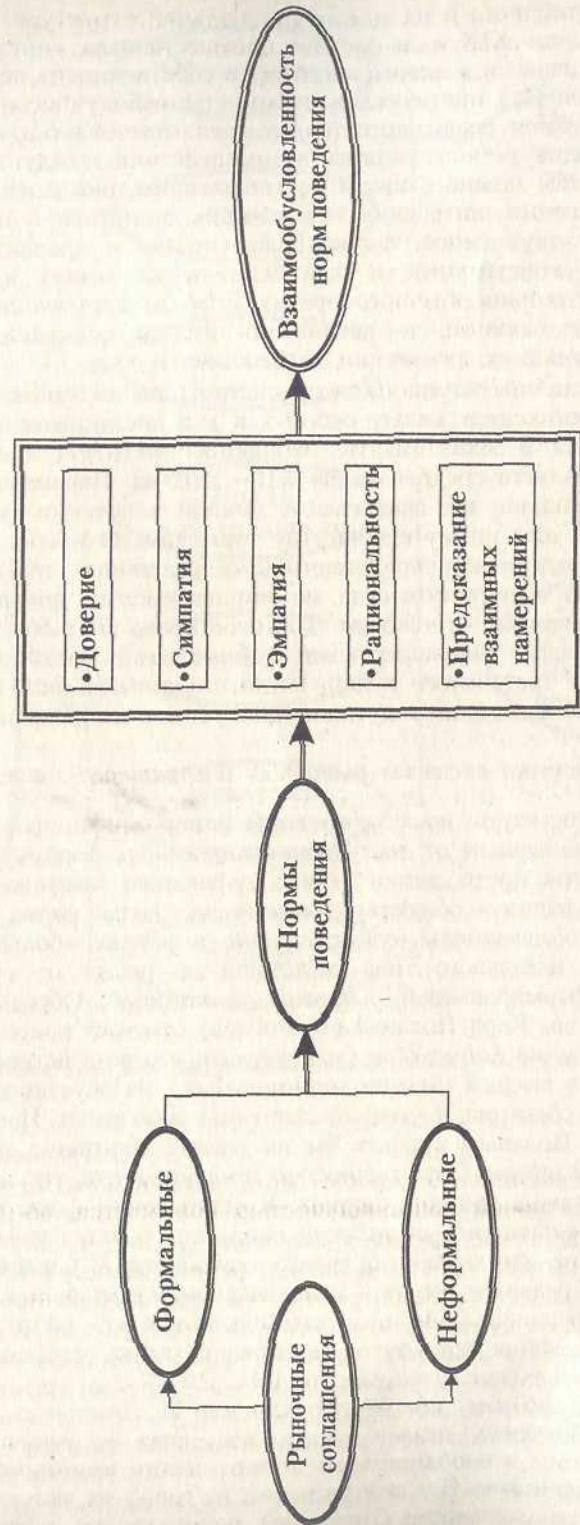 Рыночные
соглашения
Формальные
Неформальные
Нормы
поведения
•Доверие
•Симпатия
•Эмпатия
•Рациональность
•Предсказание
взаимных
намерений
Взаимообусловленность
норм поведения